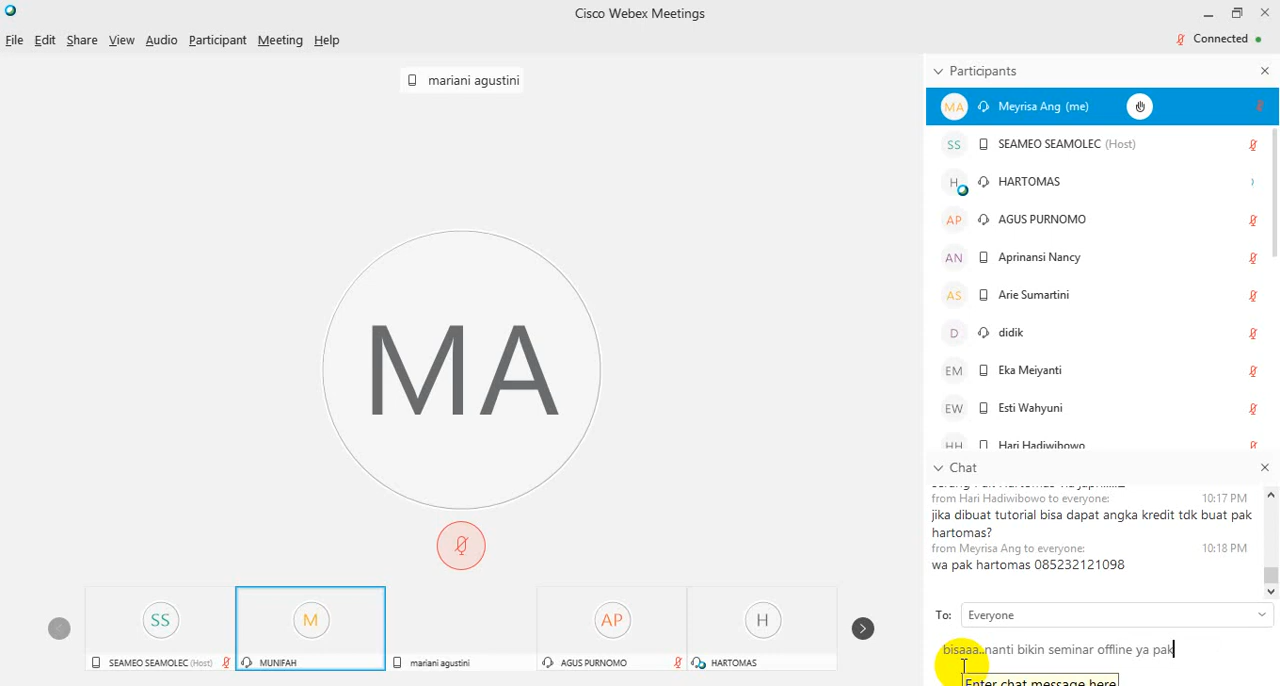 Cisco Webex Meetings
File Edit Share View Audio Participant Meeting Help
Connected
mariani agustini
MA
SS
SEAMEO SEAMOLEC (Host)
M
MUNIFAH
mariani agustini
AP
AGUS PURNOMO
H
HARTOMAS
Participants
MA Meyrisa Ang (me)
SS SEAMEO SEAMOLEC (Host)
H HARTOMAS
AP AGUS PURNOMO
AN Aprinansi Nancy
AS Arie Sumartini
D didik
EM Eka Meiyanti
EW Esti Wahyuni
HH Hari Hadiwibowo
Chat
from Hari Hadiwibowo to everyone: 10:17 PM
jika dibuat tutorial bisa dapat angka kredit tdk buat pak
hartomas?
from Meyrisa Ang to everyone: 10:18 PM
wa pak hartomas 085232121098
To: Everyone
bisaaa..nanti bikin seminar offline ya pak
Enter chat message here